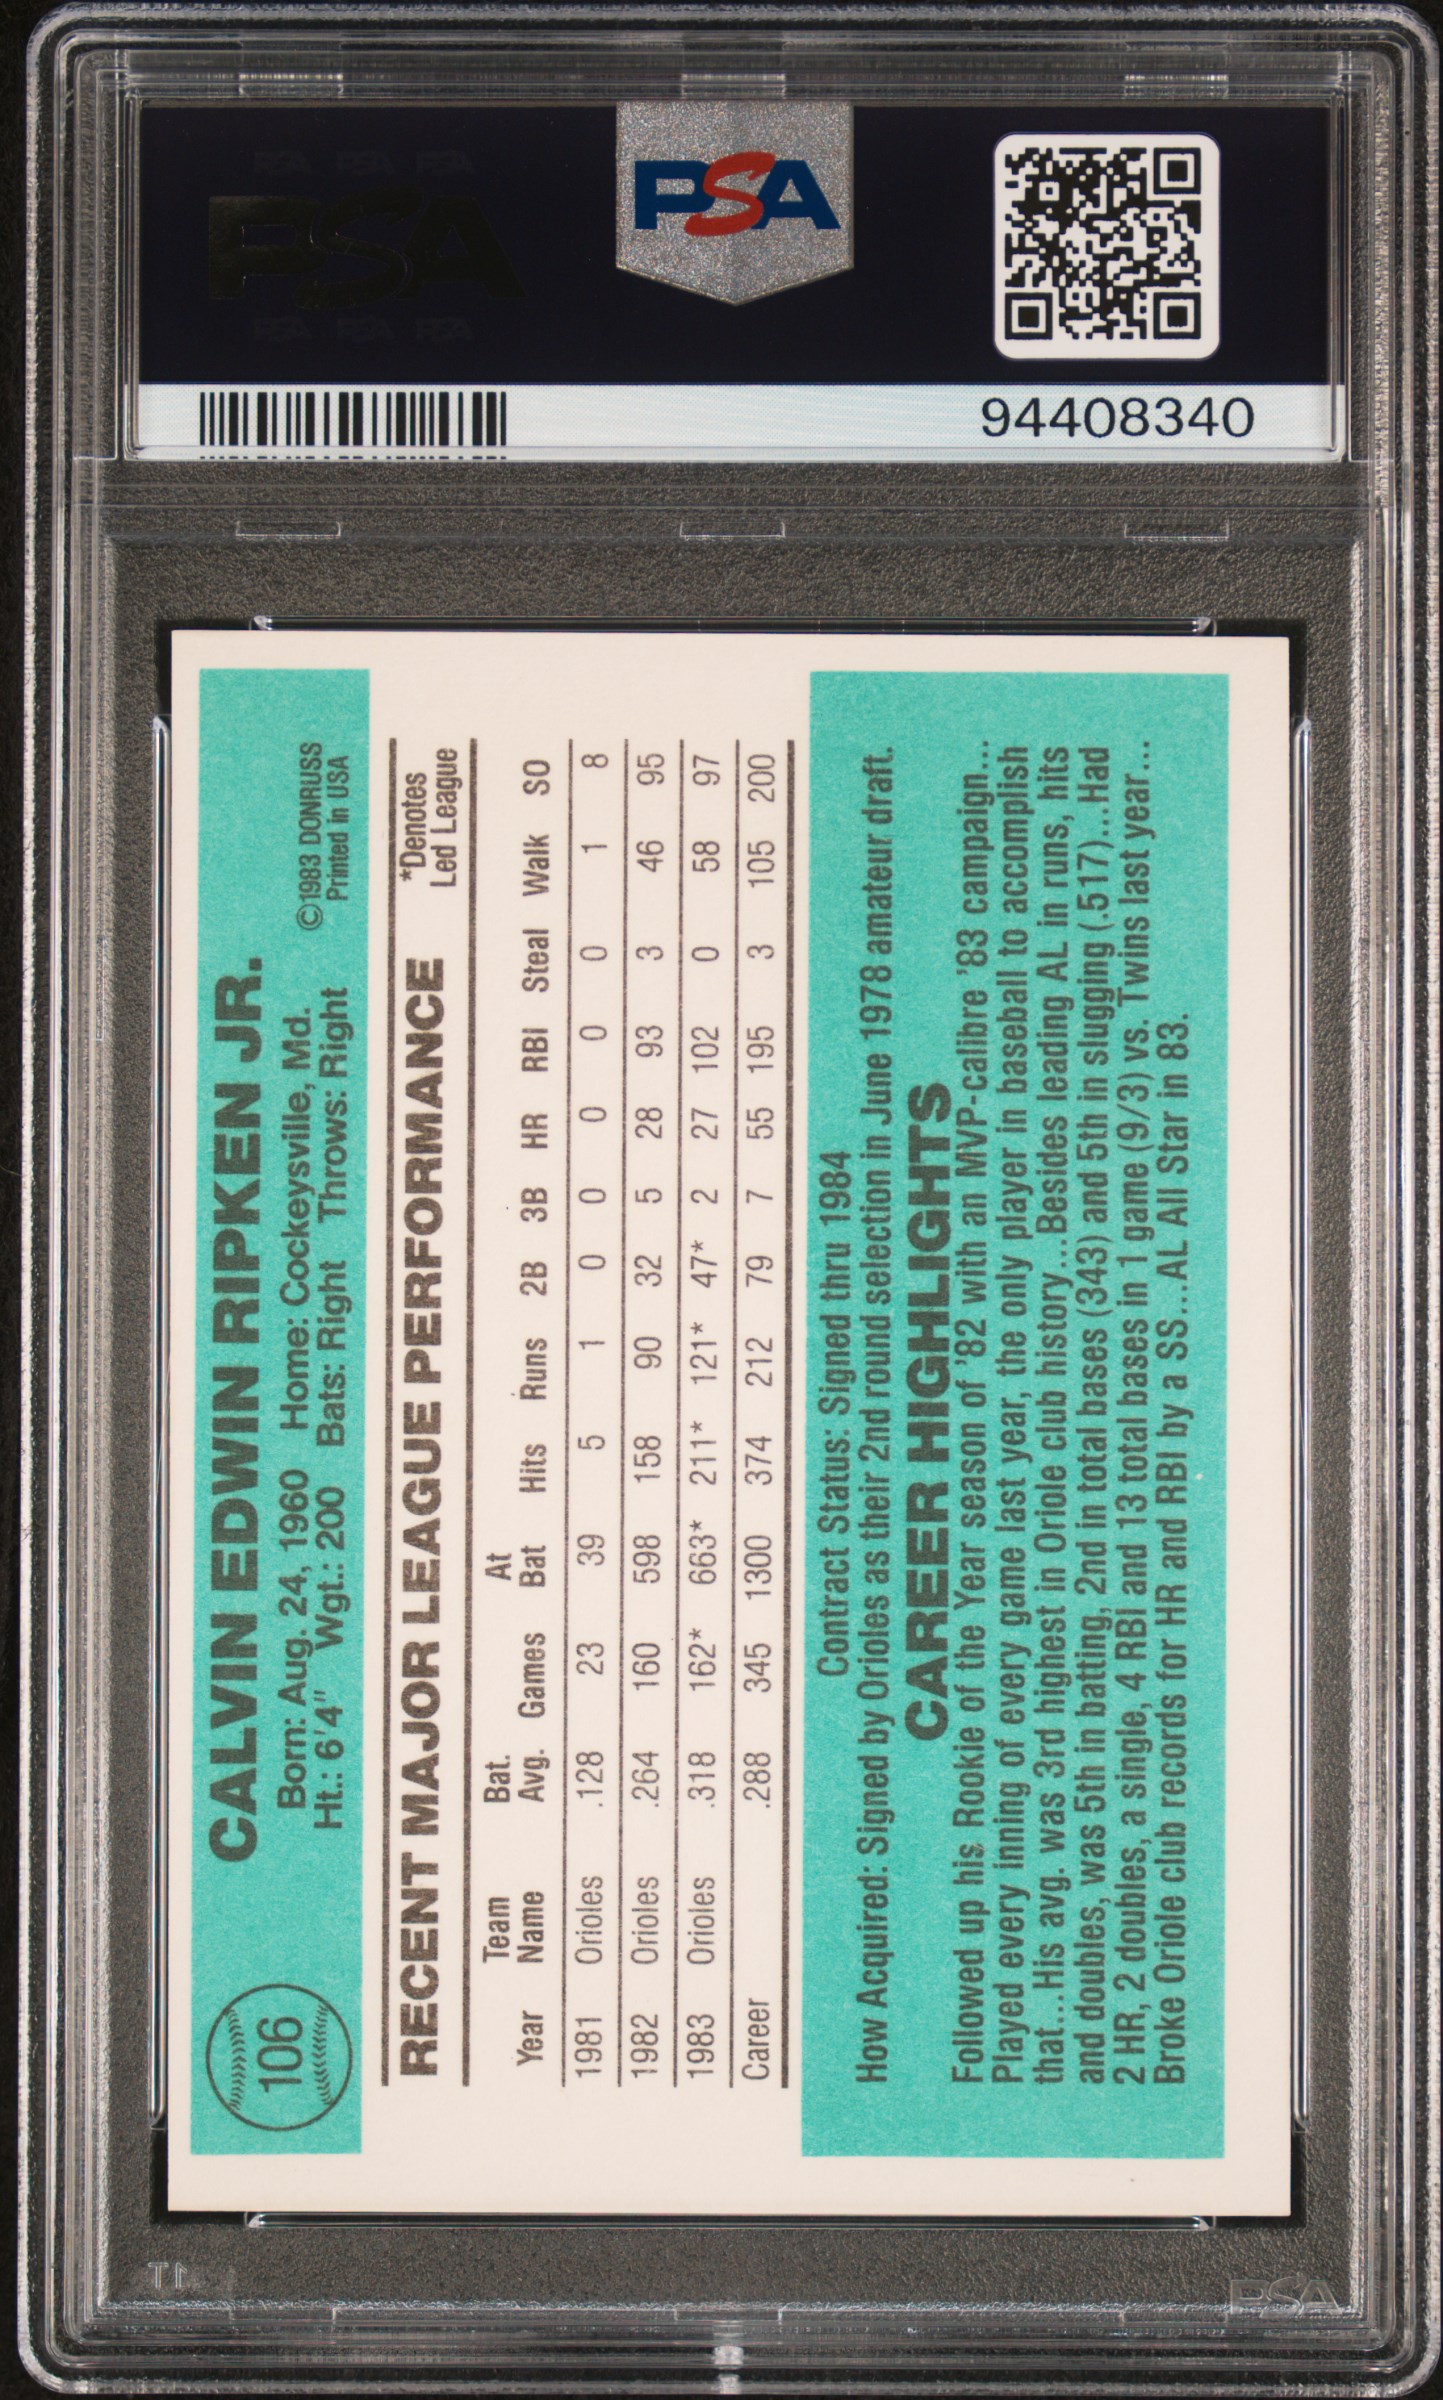 PSA
PSA
94408340
106
CALVIN EDWIN RIPKEN JR.
Born: Aug. 24, 1960 Home: Cockeysville, Md.
Ht.: 6'4" Wgt.: 200 Bats: Right Throws: Right
©1983 DONRUSS
Printed in USA
RECENT MAJOR LEAGUE PERFORMANCE
*Denotes
Led League
Year Team Name Bat. Avg. Games At Bat Hits Runs 2B 3B HR RBI Steal Walk SO
1981 Orioles .128 23 39 5 1 0 0 0 0 0 1 8
1982 Orioles .264 160 598 158 90 32 5 28 93 3 46 95
1983 Orioles .318 162* 663* 211* 121* 47* 2 27 102 0 58 97
Career .288 345 1300 374 212 79 7 55 195 3 105 200
Contract Status: Signed thru 1984
How Acquired: Signed by Orioles as their 2nd round selection in June 1978 amateur draft.
CAREER HIGHLIGHTS
Followed up his Rookie of the Year season of '82 with an MVP-calibre '83 campaign...
Played every inning of every game last year, the only player in baseball to accomplish
that...His avg. was 3rd highest in Oriole club history...Besides leading AL in runs, hits
and doubles, was 5th in batting, 2nd in total bases (343) and 5th in slugging (.517)...Had
2 HR, 2 doubles, a single, 4 RBI and 13 total bases in 1 game (9/3) vs. Twins last year...
Broke Oriole club records for HR and RBI by a SS...AL All Star in 83.
1T
PSA